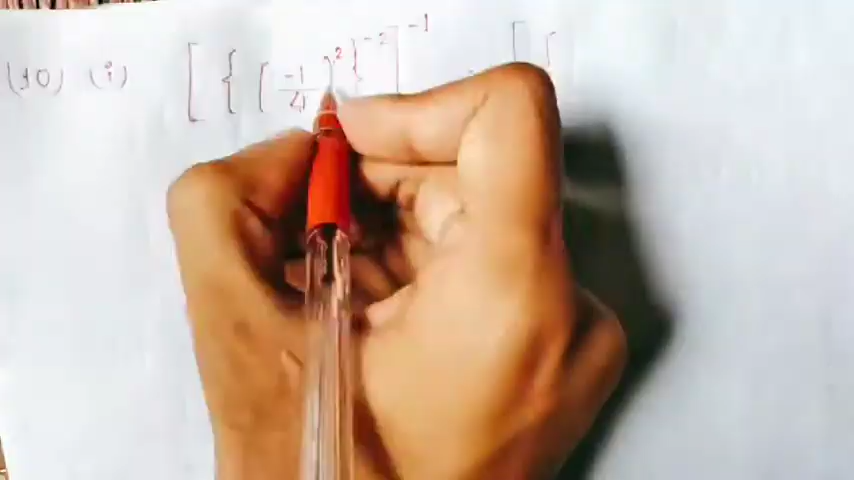 (10) (i) [ { ( -1/4 )² }⁻² ]⁻¹ = [ {